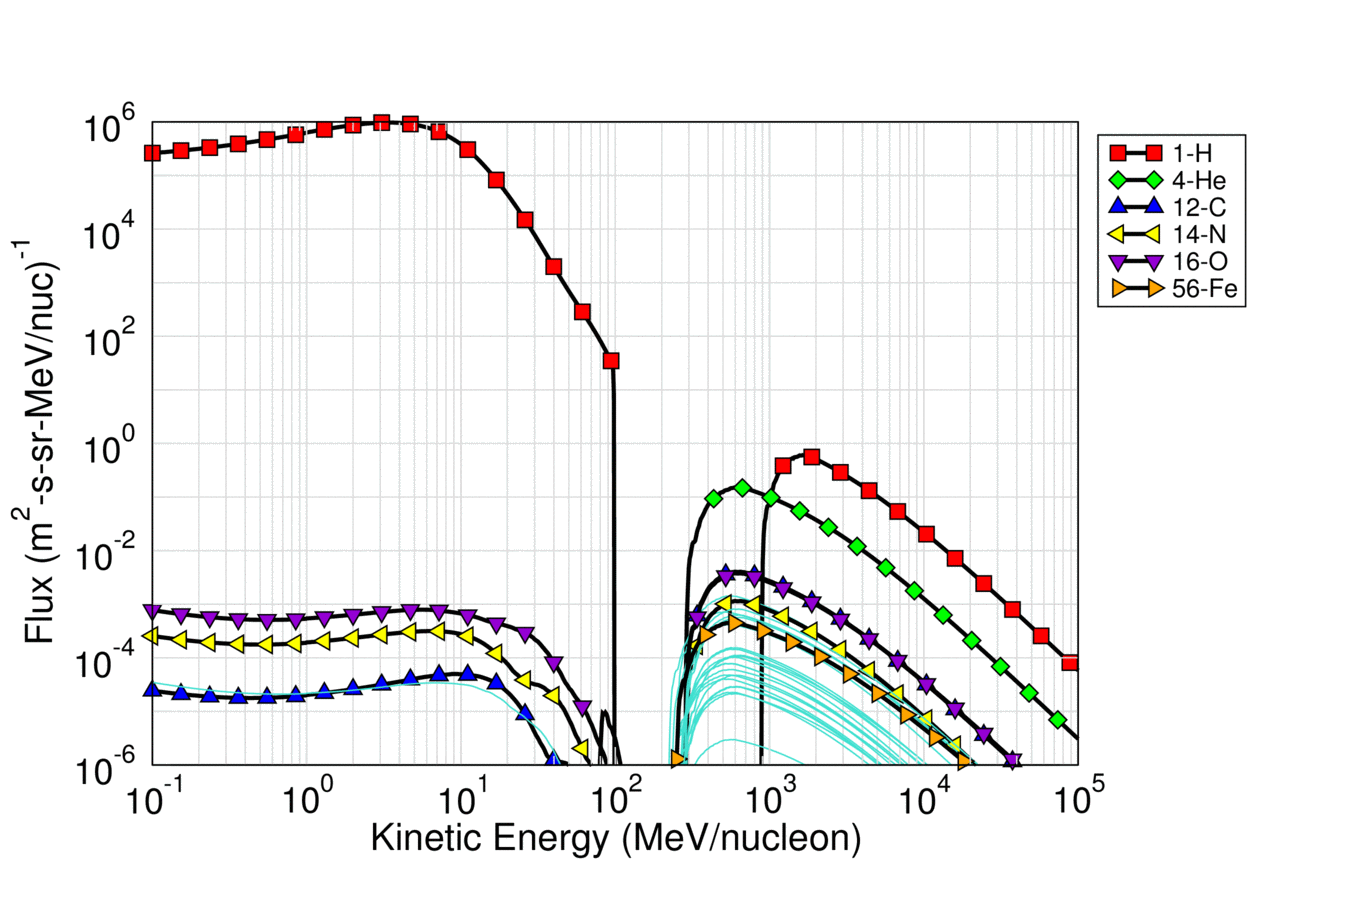 10^6
10^4
10^2
10^0
10^-2
10^-4
10^-6
Flux (m^2-s-sr-MeV/nuc)^-1
10^-1 10^0 10^1 10^2 10^3 10^4 10^5
Kinetic Energy (MeV/nucleon)
1-H
4-He
12-C
14-N
16-O
56-Fe